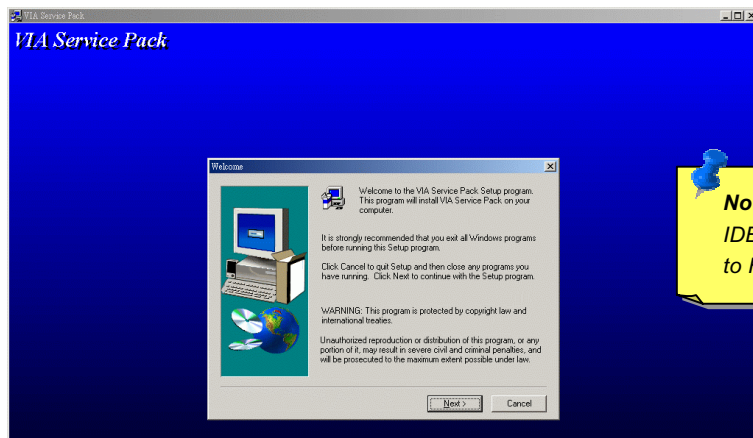 VIA Service Pack
VIA Service Pack
Welcome
Welcome to the VIA Service Pack Setup program.
This program will install VIA Service Pack on your
computer.
It is strongly recommended that you exit all Windows programs
before running this Setup program.
Click Cancel to quit Setup and then close any programs you
have running. Click Next to continue with the Setup program.
WARNING: This program is protected by copyright law and
international treaties.
Unauthorized reproduction or distribution of this program, or any
portion of it, may result in severe civil and criminal penalties, and
will be prosecuted to the maximum extent possible under law.
Next >
Cancel
No
IDE
to